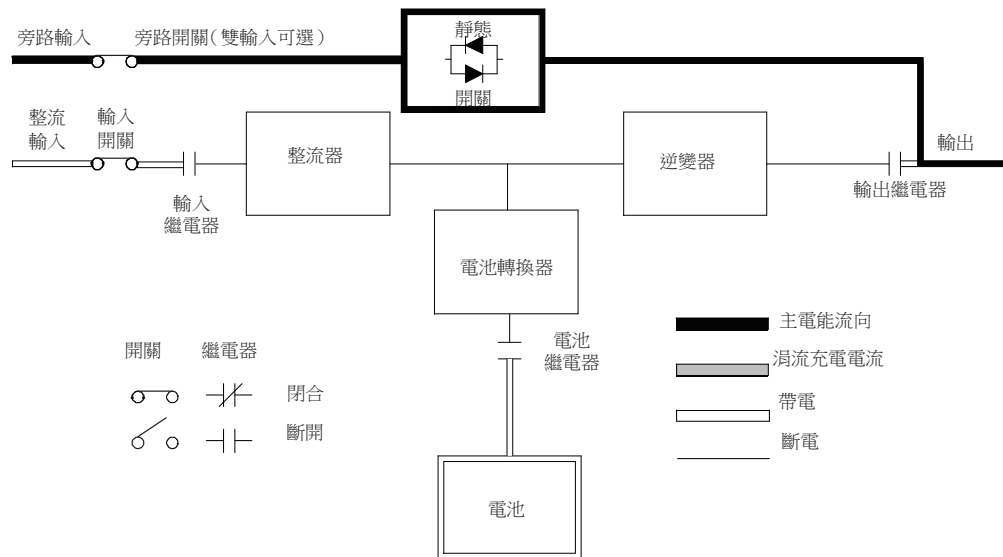 旁路輸入
旁路開關(雙輸入可選)
靜態
開關
整流
輸入
輸入
開關
整流器
逆變器
輸出
輸入
繼電器
輸出繼電器
電池轉換器
電池
繼電器
主電能流向
涓流充電電流
帶電
斷電
開關
繼電器
閉合
斷開
電池